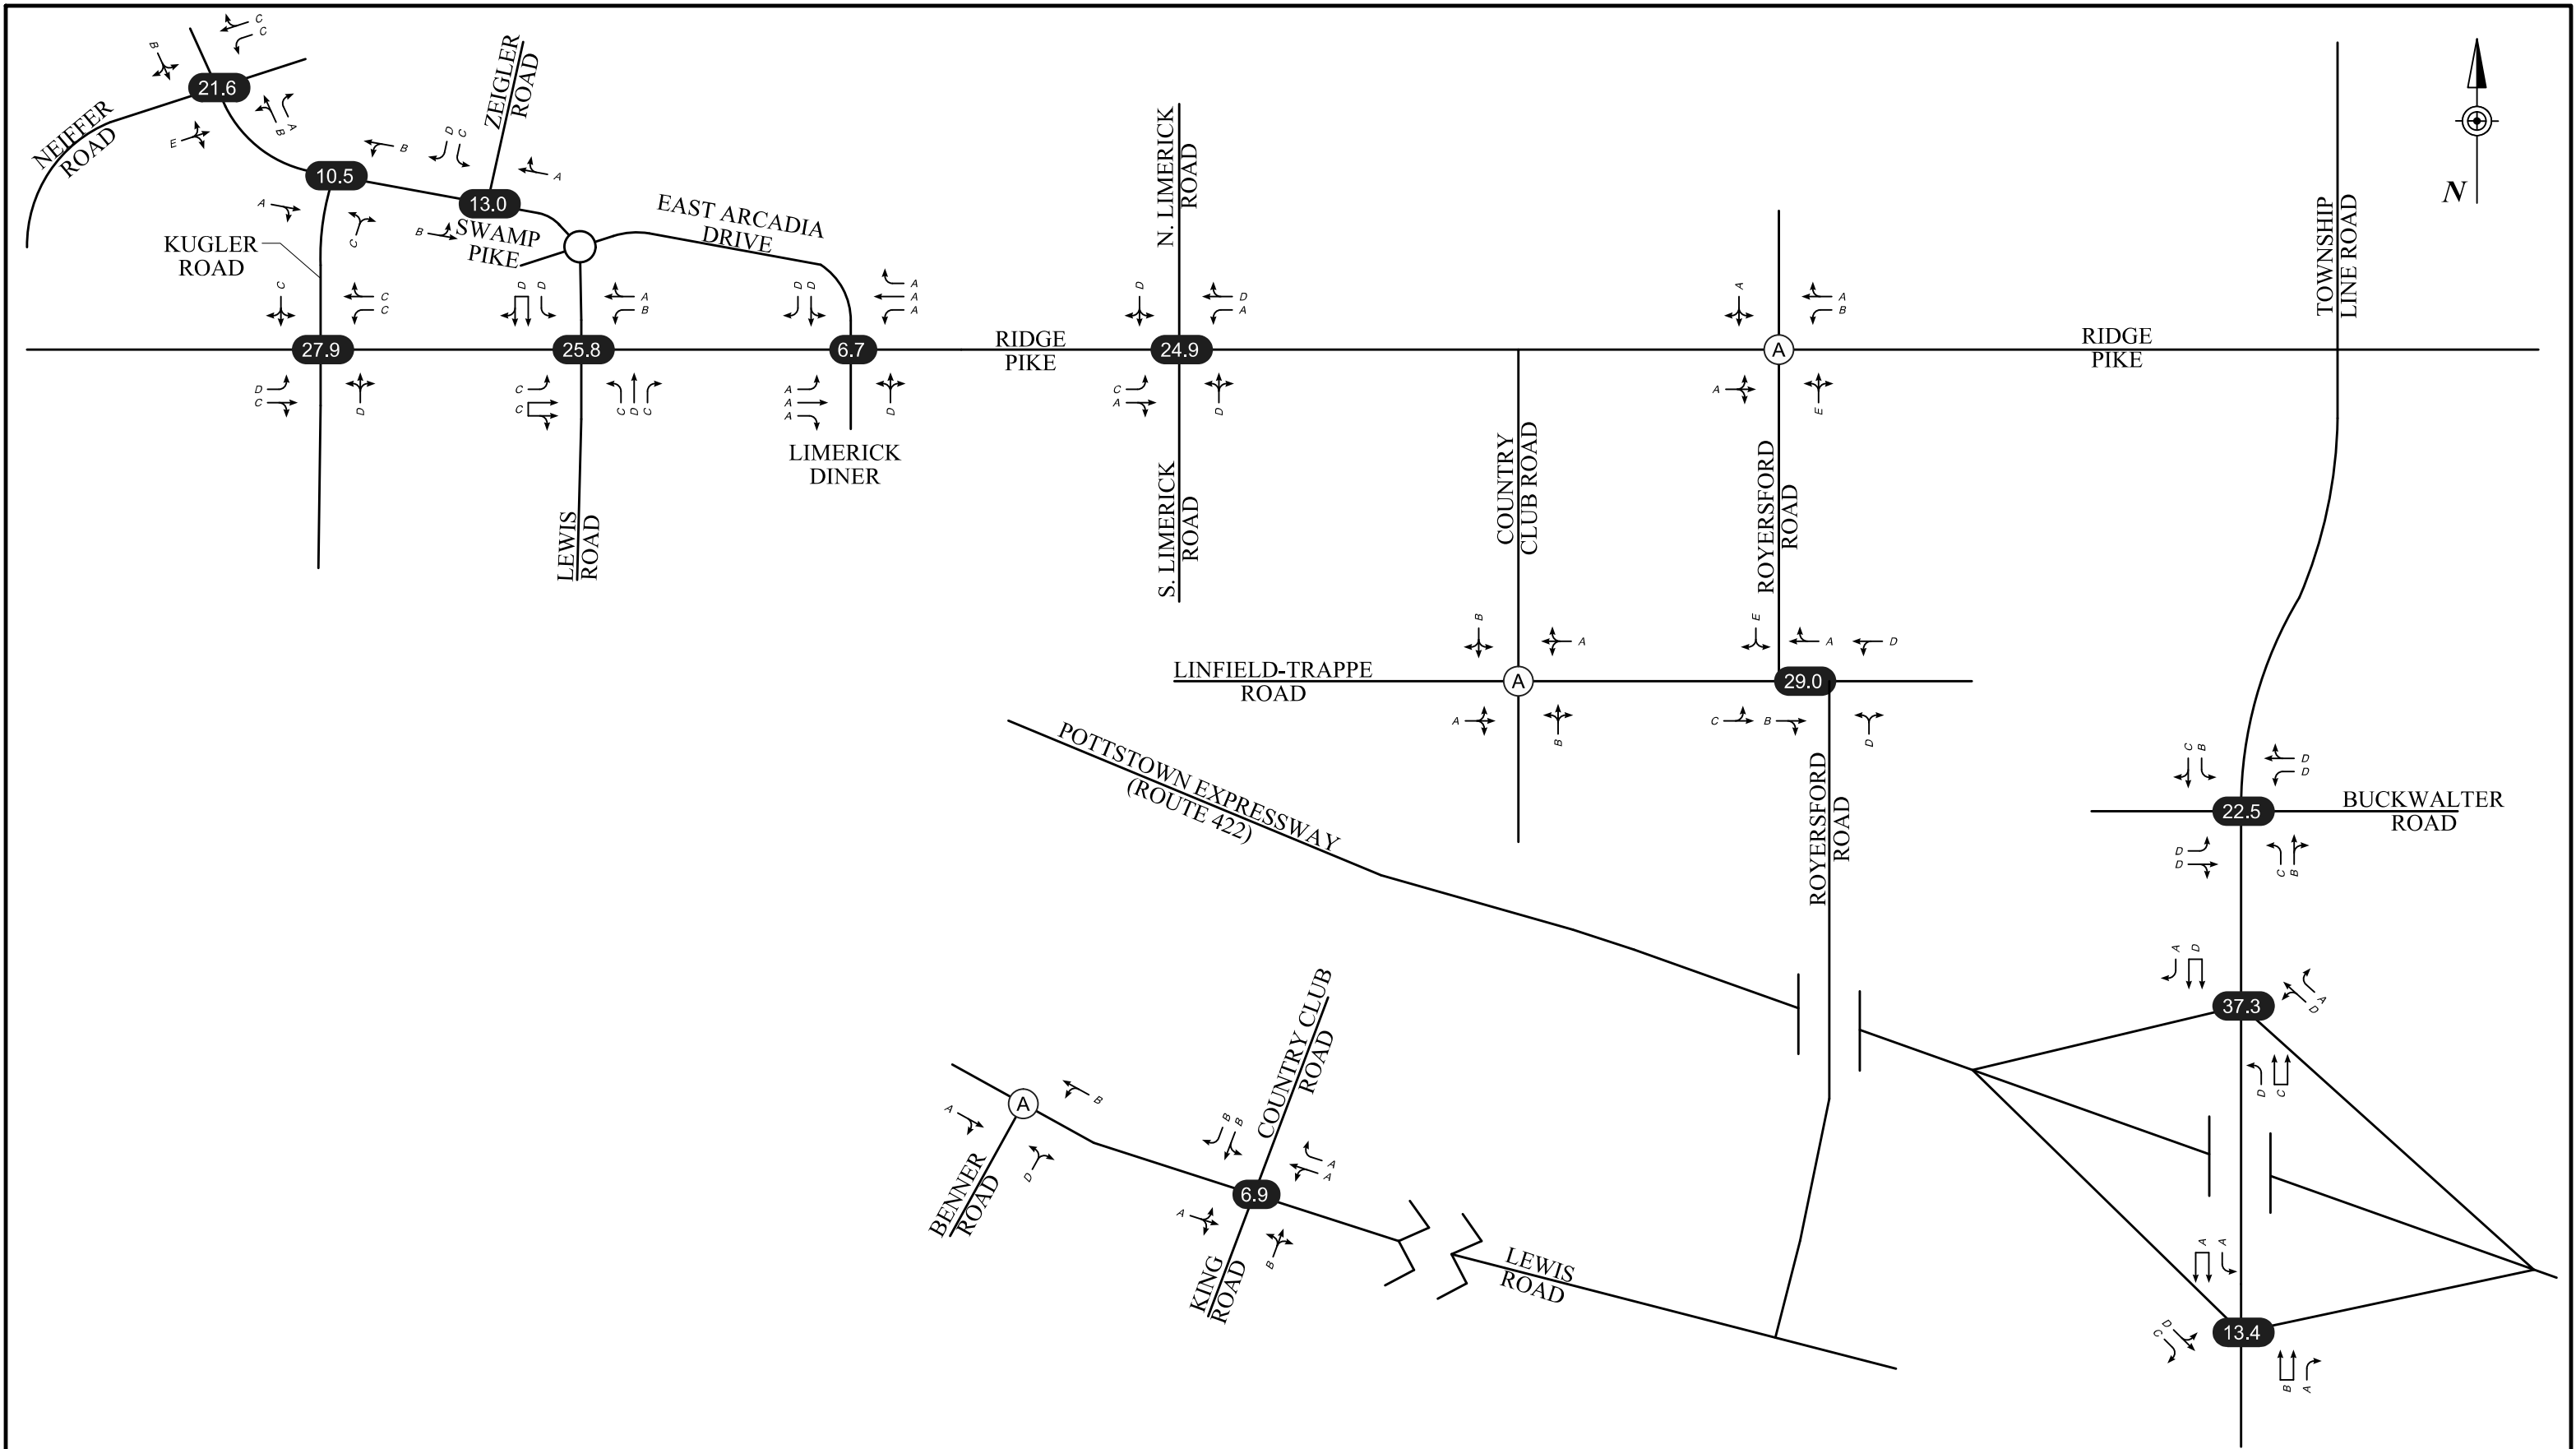 C
C
B
21.6
B
A
E
NEIFFER
ROAD
ZEIGLER
ROAD
D
C
B
A
10.5
13.0
A
C
B
SWAMP
PIKE
EAST ARCADIA
DRIVE
KUGLER
ROAD
N. LIMERICK
ROAD
TOWNSHIP
LINE ROAD
N
C
C
C
27.9
D
C
D
D
D
A
B
25.8
C
C
C
D
C
D
D
A
A
A
6.7
A
A
A
D
LIMERICK
DINER
LEWIS
ROAD
RIDGE
PIKE
D
D
A
24.9
C
A
D
S. LIMERICK
ROAD
COUNTRY
CLUB ROAD
A
A
B
A
A
E
ROYERSFORD
ROAD
RIDGE
PIKE
LINFIELD-TRAPPE
ROAD
B
A
A
A
B
E
A
D
29.0
C
B
D
POTTSTOWN EXPRESSWAY
(ROUTE 422)
ROYERSFORD
ROAD
C
B
D
D
22.5
BUCKWALTER
ROAD
D
D
C
B
A
D
37.3
A
D
D
C
A
B
A
D
BENNER
ROAD
COUNTRY CLUB
ROAD
B
B
A
A
6.9
A
B
KING
ROAD
LEWIS
ROAD
A
A
D
C
13.4
B
A